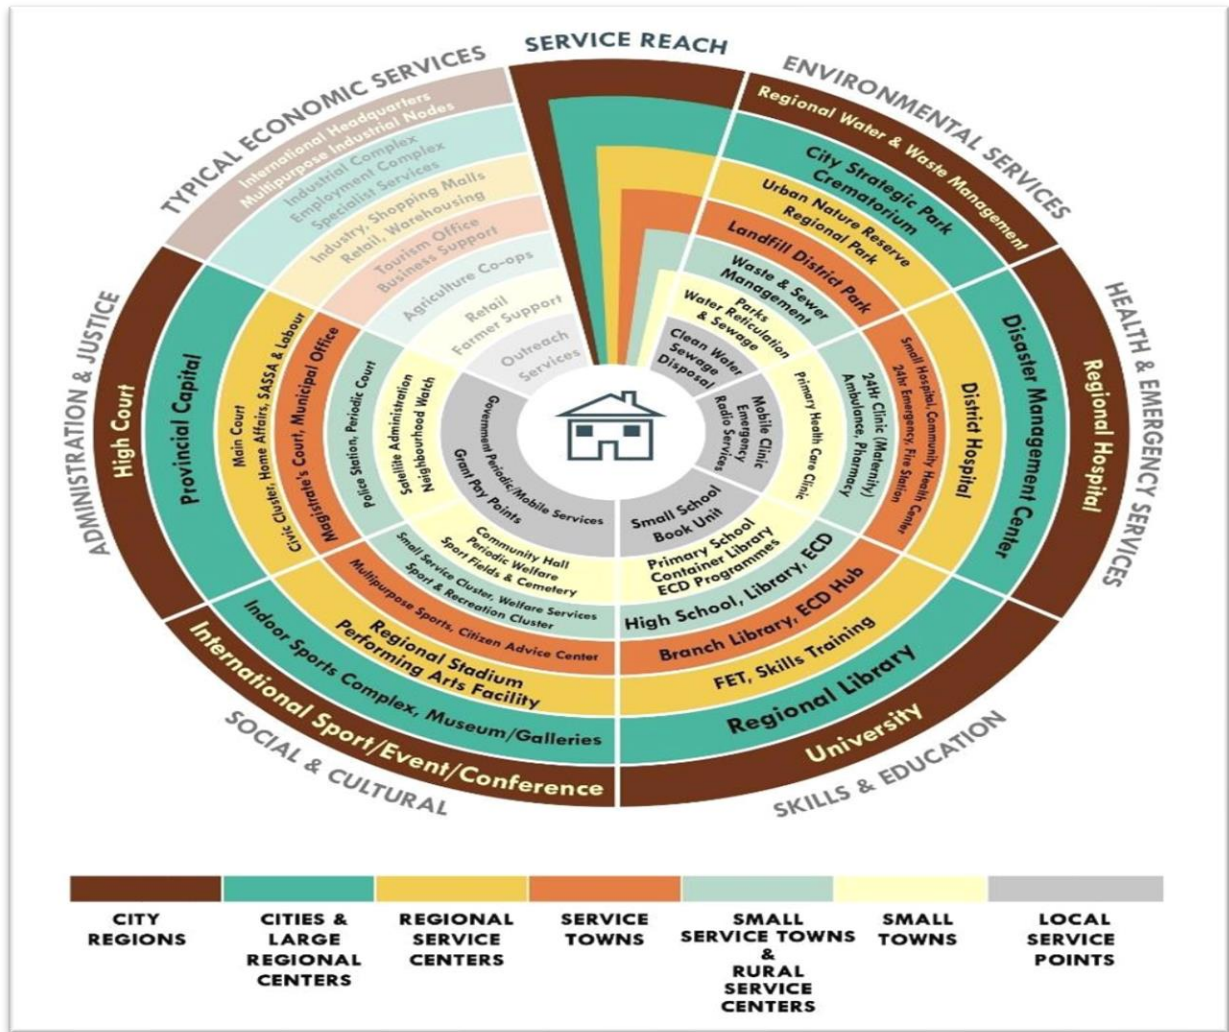 SERVICE REACH
ENVIRONMENTAL SERVICES
Regional Water & Waste Management
City Strategic Park
Crematorium
Urban Nature Reserve
Regional Park
Landfill District Park
Waste & Sewer
Management
Parks
Water Reticulation
& Sewage
Clean Water
Sewage
Disposal
HEALTH & EMERGENCY SERVICES
Regional Hospital
Disaster Management Center
District Hospital
Small Hospital, Community Health Center
24hr Emergency, Fire Station
24Hr Clinic (Maternity)
Ambulance, Pharmacy
Primary Health Care Clinic
Mobile Clinic
Emergency
Radio Services
SKILLS & EDUCATION
University
Regional Library
FET, Skills Training
Branch Library, ECD Hub
High School, Library, ECD
Primary School
Container Library
ECD Programmes
Small School
Book Unit
SOCIAL & CULTURAL
International Sport/Event/Conference
Indoor Sports Complex, Museum/Galleries
Regional Stadium
Performing Arts Facility
Multipurpose Sports, Citizen Advice Center
Small Service Cluster, Welfare Services
Sport & Recreation Cluster
Community Hall
Periodic Welfare
Sport Fields & Cemetery
Government Periodic/Mobile Services
Grant Pay Points
ADMINISTRATION & JUSTICE
High Court
Provincial Capital
Main Court
Civic Cluster, Home Affairs, SASSA & Labour
Magistrate's Court, Municipal Office
Police Station, Periodic Court
Satellite Administration
Neighbourhood Watch
TYPICAL ECONOMIC SERVICES
International Headquarters
Multipurpose Industrial Nodes
Industrial Complex
Employment Complex
Specialist Services
Industry, Shopping Malls
Retail, Warehousing
Tourism Office
Business Support
Agriculture Co-ops
Retail
Farmer Support
Outreach
Services
CITY
REGIONS
CITIES &
LARGE
REGIONAL
CENTERS
REGIONAL
SERVICE
CENTERS
SERVICE
TOWNS
SMALL
SERVICE TOWNS
&
RURAL
SERVICE
CENTERS
SMALL
TOWNS
LOCAL
SERVICE
POINTS